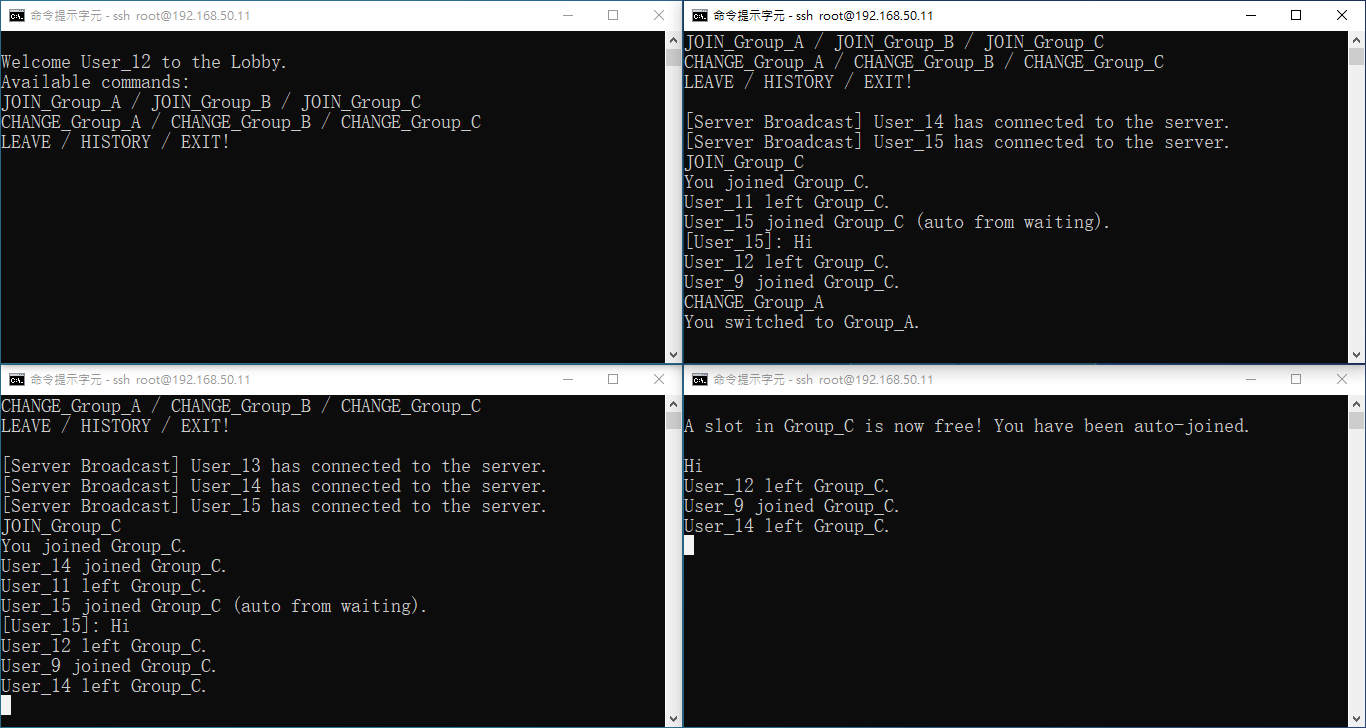 命令提示字元 - ssh root@192.168.50.11
Welcome User_12 to the Lobby.
Available commands:
JOIN_Group_A / JOIN_Group_B / JOIN_Group_C
CHANGE_Group_A / CHANGE_Group_B / CHANGE_Group_C
LEAVE / HISTORY / EXIT!
命令提示字元 - ssh root@192.168.50.11
JOIN_Group_A / JOIN_Group_B / JOIN_Group_C
CHANGE_Group_A / CHANGE_Group_B / CHANGE_Group_C
LEAVE / HISTORY / EXIT!
[Server Broadcast] User_14 has connected to the server.
[Server Broadcast] User_15 has connected to the server.
JOIN_Group_C
You joined Group_C.
User_11 left Group_C.
User_15 joined Group_C (auto from waiting).
[User_15]: Hi
User_12 left Group_C.
User_9 joined Group_C.
CHANGE_Group_A
You switched to Group_A.
命令提示字元 - ssh root@192.168.50.11
CHANGE_Group_A / CHANGE_Group_B / CHANGE_Group_C
LEAVE / HISTORY / EXIT!
[Server Broadcast] User_13 has connected to the server.
[Server Broadcast] User_14 has connected to the server.
[Server Broadcast] User_15 has connected to the server.
JOIN_Group_C
You joined Group_C.
User_14 joined Group_C.
User_11 left Group_C.
User_15 joined Group_C (auto from waiting).
[User_15]: Hi
User_12 left Group_C.
User_9 joined Group_C.
User_14 left Group_C.
命令提示字元 - ssh root@192.168.50.11
A slot in Group_C is now free! You have been auto-joined.
Hi
User_12 left Group_C.
User_9 joined Group_C.
User_14 left Group_C.